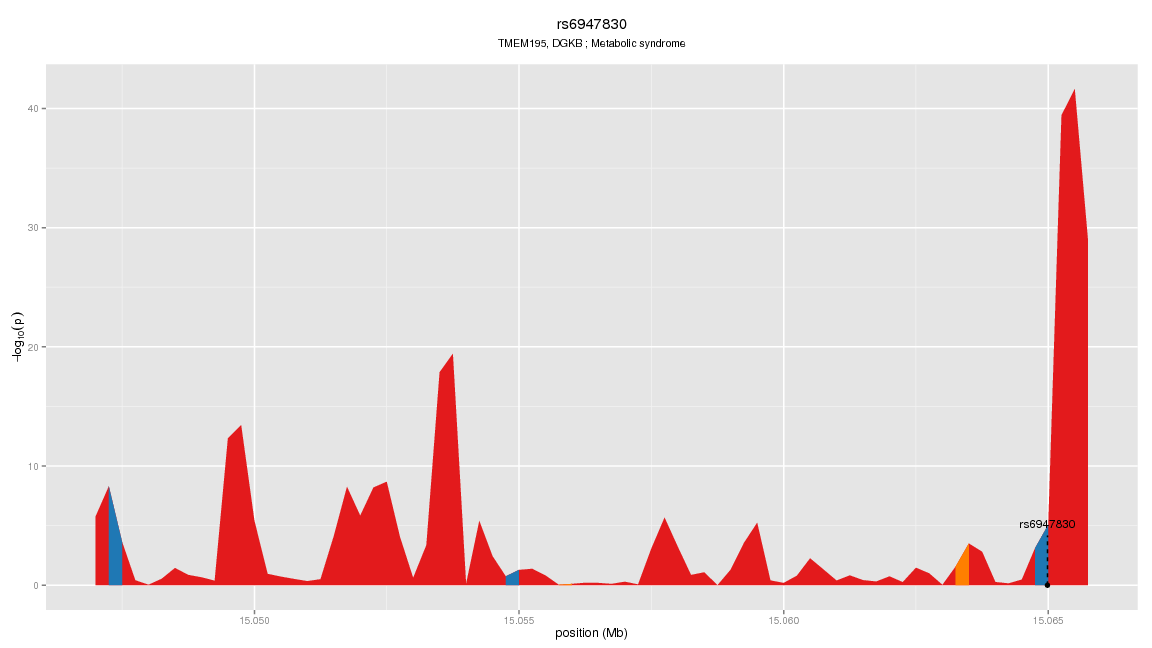 rs6947830
TMEM195, DGKB ; Metabolic syndrome
−log10(p)
40
30
20
10
0
rs6947830
15.050 15.055 15.060 15.065
position (Mb)